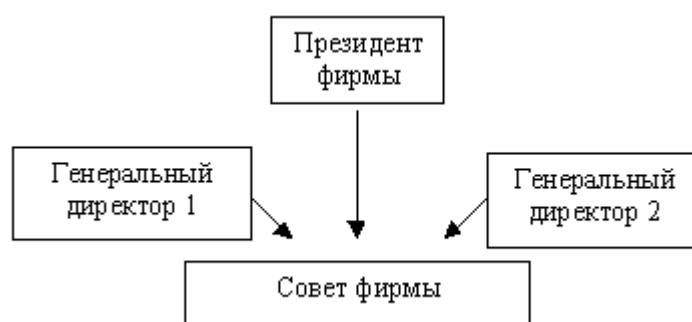 Президент
фирмы
Генеральный
директор 1
Генеральный
директор 2
Совет фирмы